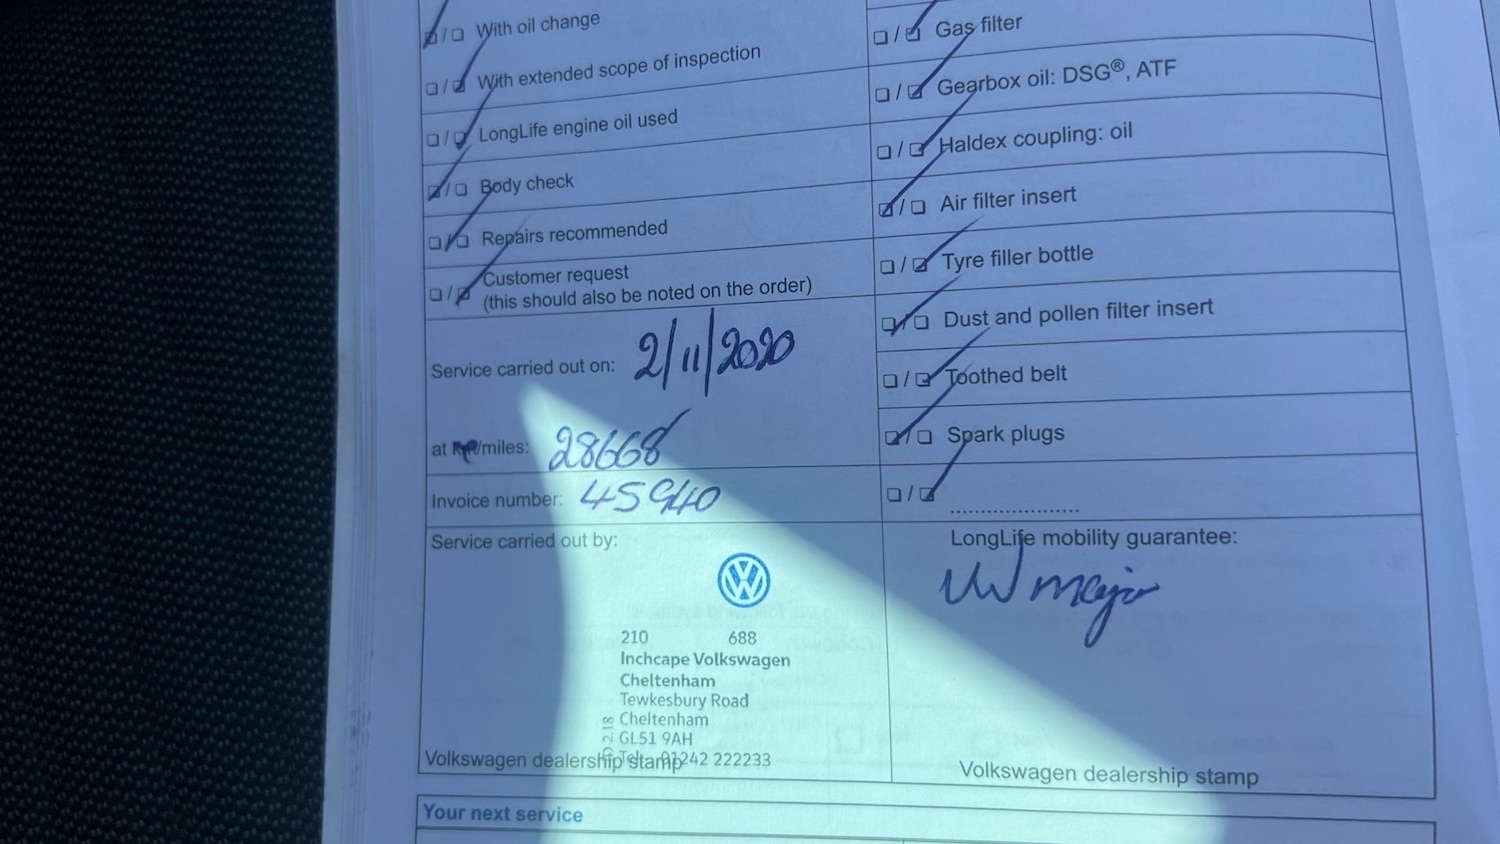 With oil change
With extended scope of inspection
LongLife engine oil used
Body check
Repairs recommended
Customer request
(this should also be noted on the order)
Service carried out on: 2/11/2020
at km/miles: 28668
Invoice number: 45940
Service carried out by:
VW
210 688
Inchcape Volkswagen
Cheltenham
Tewkesbury Road
Cheltenham
GL51 9AH
Tel: 01242 222233
Volkswagen dealership stamp
Gas filter
Gearbox oil: DSG®, ATF
Haldex coupling: oil
Air filter insert
Tyre filler bottle
Dust and pollen filter insert
Toothed belt
Spark plugs
LongLife mobility guarantee:
VW major
Volkswagen dealership stamp
Your next service